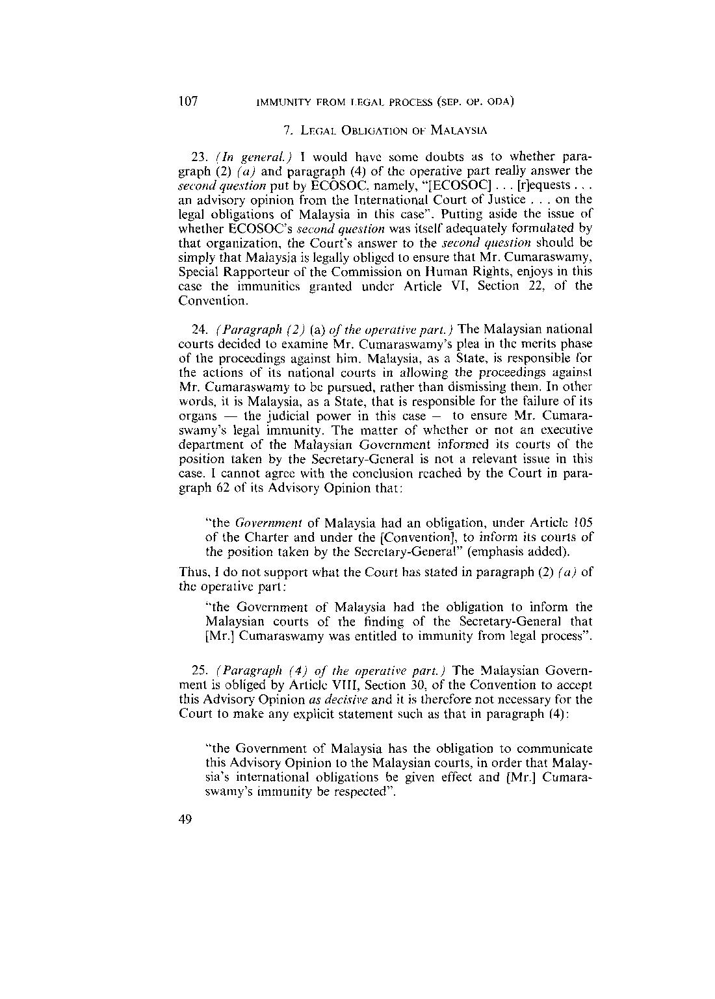 107 IMMUNITY FROM LEGAL PROCESS (SEP. OP. ODA)
7. LEGAL OBLIGATION OF MALAYSIA
23. (In general.) I would have some doubts as to whether para-
graph (2) (a) and paragraph (4) of the operative part really answer the
second question put by ECOSOC, namely, “[ECOSOC] . . . [r]equests . . .
an advisory opinion from the International Court of Justice . . . on the
legal obligations of Malaysia in this case”. Putting aside the issue of
whether ECOSOC’s second question was itself adequately formulated by
that organization, the Court’s answer to the second question should be
simply that Malaysia is legally obliged to ensure that Mr. Cumaraswamy,
Special Rapporteur of the Commission on Human Rights, enjoys in this
case the immunities granted under Article VI, Section 22, of the
Convention.
24. (Paragraph (2) (a) of the operative part.) The Malaysian national
courts decided to examine Mr. Cumaraswamy’s plea in the merits phase
of the proceedings against him. Malaysia, as a State, is responsible for
the actions of its national courts in allowing the proceedings against
Mr. Cumaraswamy to be pursued, rather than dismissing them. In other
words, it is Malaysia, as a State, that is responsible for the failure of its
organs — the judicial power in this case — to ensure Mr. Cumara-
swamy’s legal immunity. The matter of whether or not an executive
department of the Malaysian Government informed its courts of the
position taken by the Secretary-General is not a relevant issue in this
case. I cannot agree with the conclusion reached by the Court in para-
graph 62 of its Advisory Opinion that:
“the Government of Malaysia had an obligation, under Article 105
of the Charter and under the [Convention], to inform its courts of
the position taken by the Secretary-General” (emphasis added).
Thus, I do not support what the Court has stated in paragraph (2) (a) of
the operative part:
“the Government of Malaysia had the obligation to inform the
Malaysian courts of the finding of the Secretary-General that
[Mr.] Cumaraswamy was entitled to immunity from legal process”.
25. (Paragraph (4) of the operative part.) The Malaysian Govern-
ment is obliged by Article VIII, Section 30, of the Convention to accept
this Advisory Opinion as decisive and it is therefore not necessary for the
Court to make any explicit statement such as that in paragraph (4):
“the Government of Malaysia has the obligation to communicate
this Advisory Opinion to the Malaysian courts, in order that Malay-
sia’s international obligations be given effect and [Mr.] Cumara-
swamy’s immunity be respected”.
49